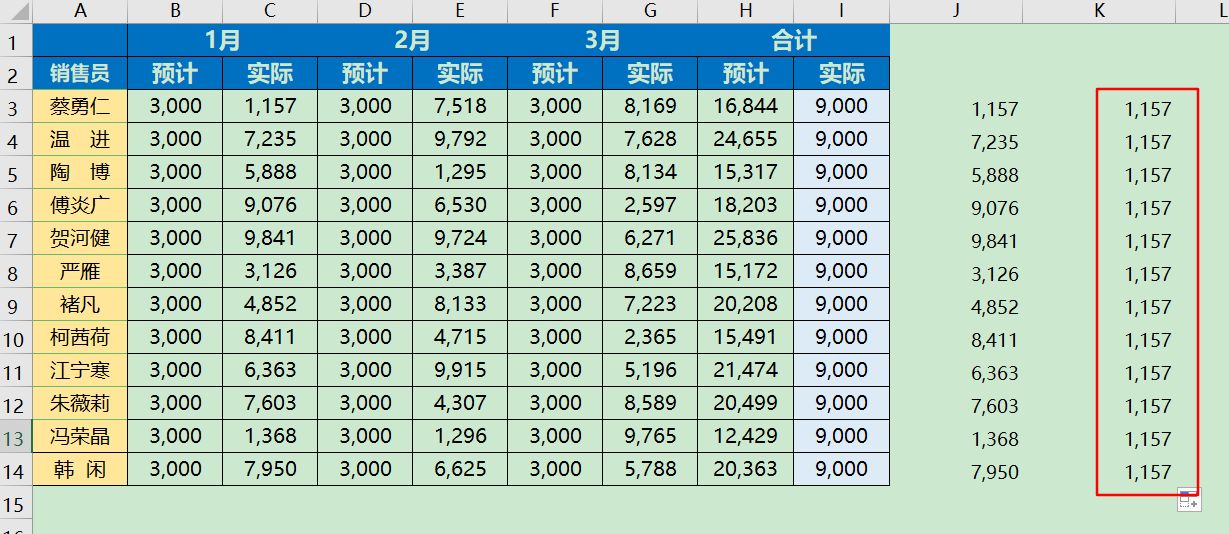 A B C D E F G H I J K L
1 1月 2月 3月 合计
2 销售员 预计 实际 预计 实际 预计 实际 预计 实际
3 蔡勇仁 3,000 1,157 3,000 7,518 3,000 8,169 16,844 9,000 1,157 1,157
4 温 进 3,000 7,235 3,000 9,792 3,000 7,628 24,655 9,000 7,235 1,157
5 陶 博 3,000 5,888 3,000 1,295 3,000 8,134 15,317 9,000 5,888 1,157
6 傅炎广 3,000 9,076 3,000 6,530 3,000 2,597 18,203 9,000 9,076 1,157
7 贺河健 3,000 9,841 3,000 9,724 3,000 6,271 25,836 9,000 9,841 1,157
8 严雁 3,000 3,126 3,000 3,387 3,000 8,659 15,172 9,000 3,126 1,157
9 褚凡 3,000 4,852 3,000 8,133 3,000 7,223 20,208 9,000 4,852 1,157
10 柯茜荷 3,000 8,411 3,000 4,715 3,000 2,365 15,491 9,000 8,411 1,157
11 江宁寒 3,000 6,363 3,000 9,915 3,000 5,196 21,474 9,000 6,363 1,157
12 朱薇莉 3,000 7,603 3,000 4,307 3,000 8,589 20,499 9,000 7,603 1,157
13 冯荣晶 3,000 1,368 3,000 1,296 3,000 9,765 12,429 9,000 1,368 1,157
14 韩 闲 3,000 7,950 3,000 6,625 3,000 5,788 20,363 9,000 7,950 1,157
15